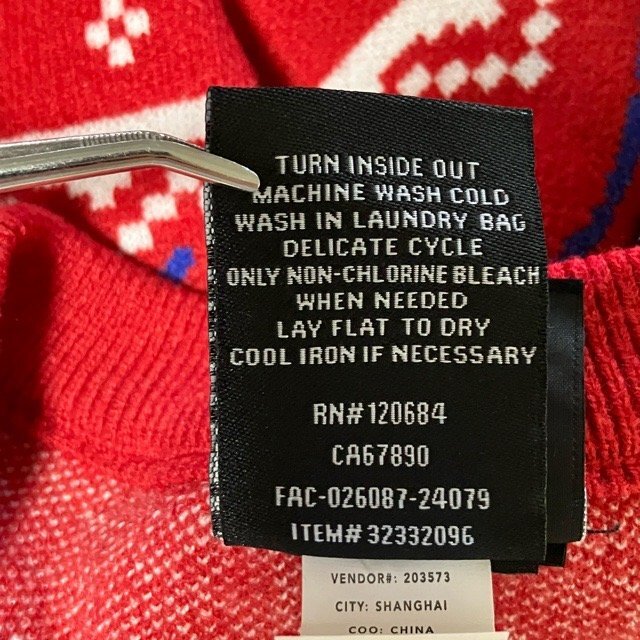 TURN INSIDE OUT
MACHINE WASH COLD
WASH IN LAUNDRY BAG
DELICATE CYCLE
ONLY NON-CHLORINE BLEACH
WHEN NEEDED
LAY FLAT TO DRY
COOL IRON IF NECESSARY
RN# 120684
CA67890
FAC-026087-24079
ITEM# 32332096
VENDOR#: 203573
CITY: SHANGHAI
COO: CHINA